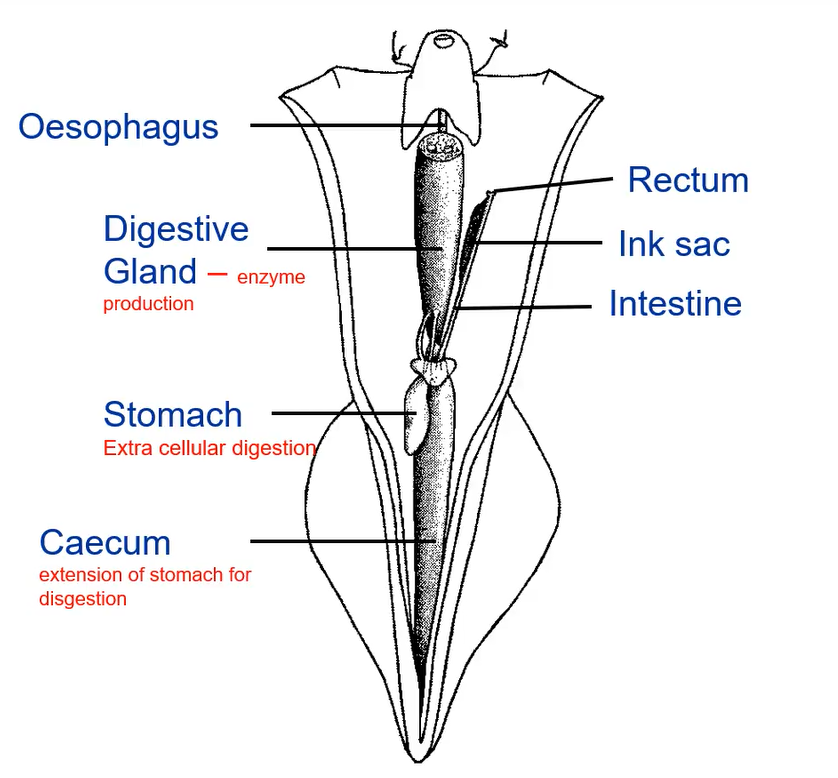 Oesophagus
Digestive
Gland – enzyme
production
Stomach
Extra cellular digestion
Caecum
extension of stomach for
disgestion
Rectum
Ink sac
Intestine